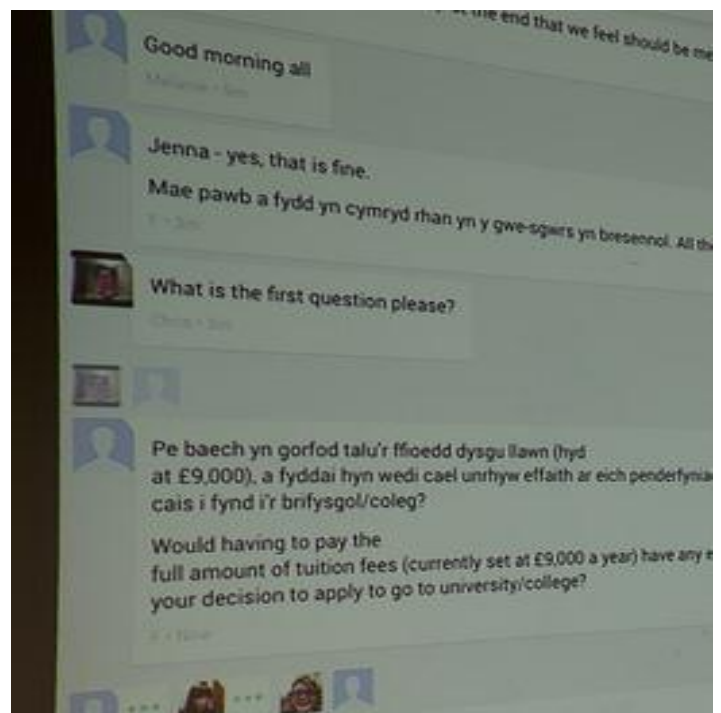 the end that we feel should be
Good morning all
Jenna - yes, that is fine.
Mae pawb a fydd yn cymryd rhan yn y gwe-sgwrs yn bresennol. All
What is the first question please?
Pe baech yn gorfod talu'r ffioedd dysgu llawn (hyd
at £9,000), a fyddai hyn wedi cael unrhyw effaith ar eich
cais i fynd i'r brifysgol/coleg?
Would having to pay the
full amount of tuition fees (currently set at £9,000 a year) have any
your decision to apply to go to university/college?